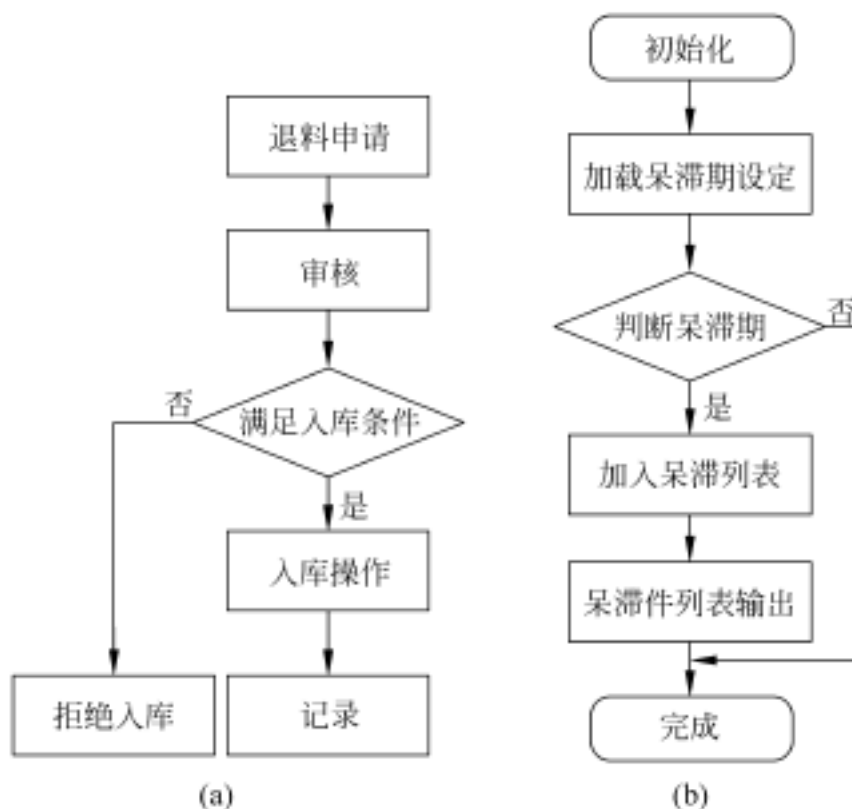 退料申请
审核
满足入库条件
否
是
入库操作
拒绝入库
记录
(a)
初始化
加载呆滞期设定
判断呆滞期
否
是
加入呆滞列表
呆滞件列表输出
完成
(b)